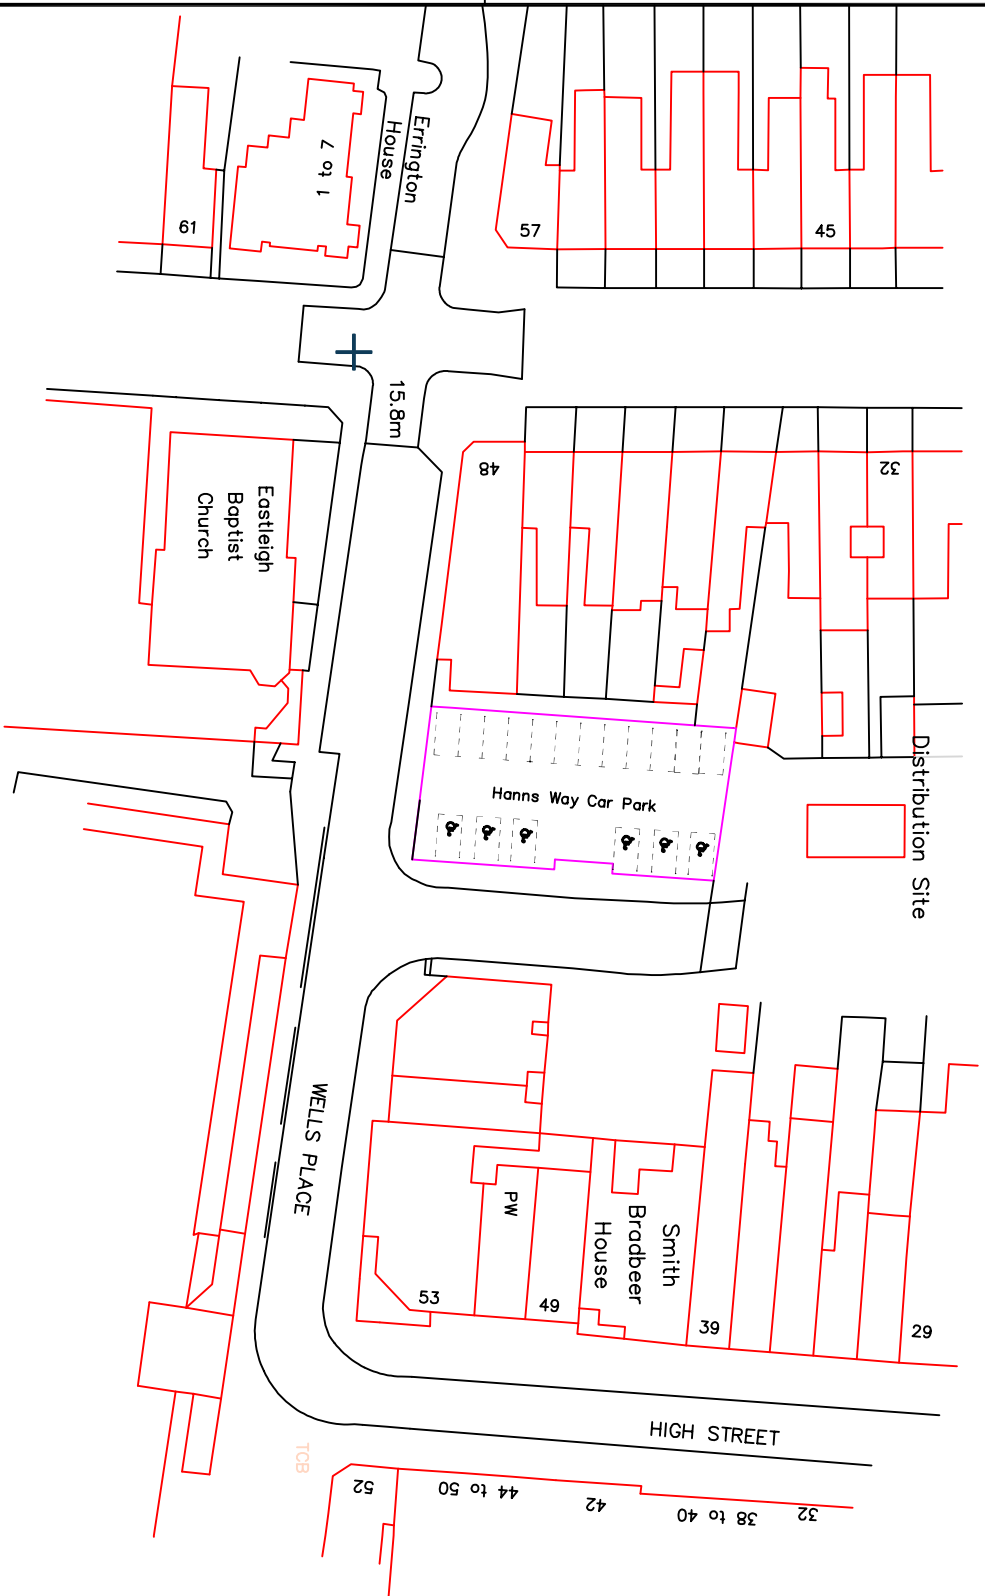 Errington
House
1 to 7
61
57
45
15.8m
48
32
Eastleigh
Baptist
Church
Distribution Site
Hanns Way Car Park
WELLS PLACE
PW
Smith
Bradbeer
House
53
49
39
29
HIGH STREET
TCB
52
44 to 50
42
38 to 40
32